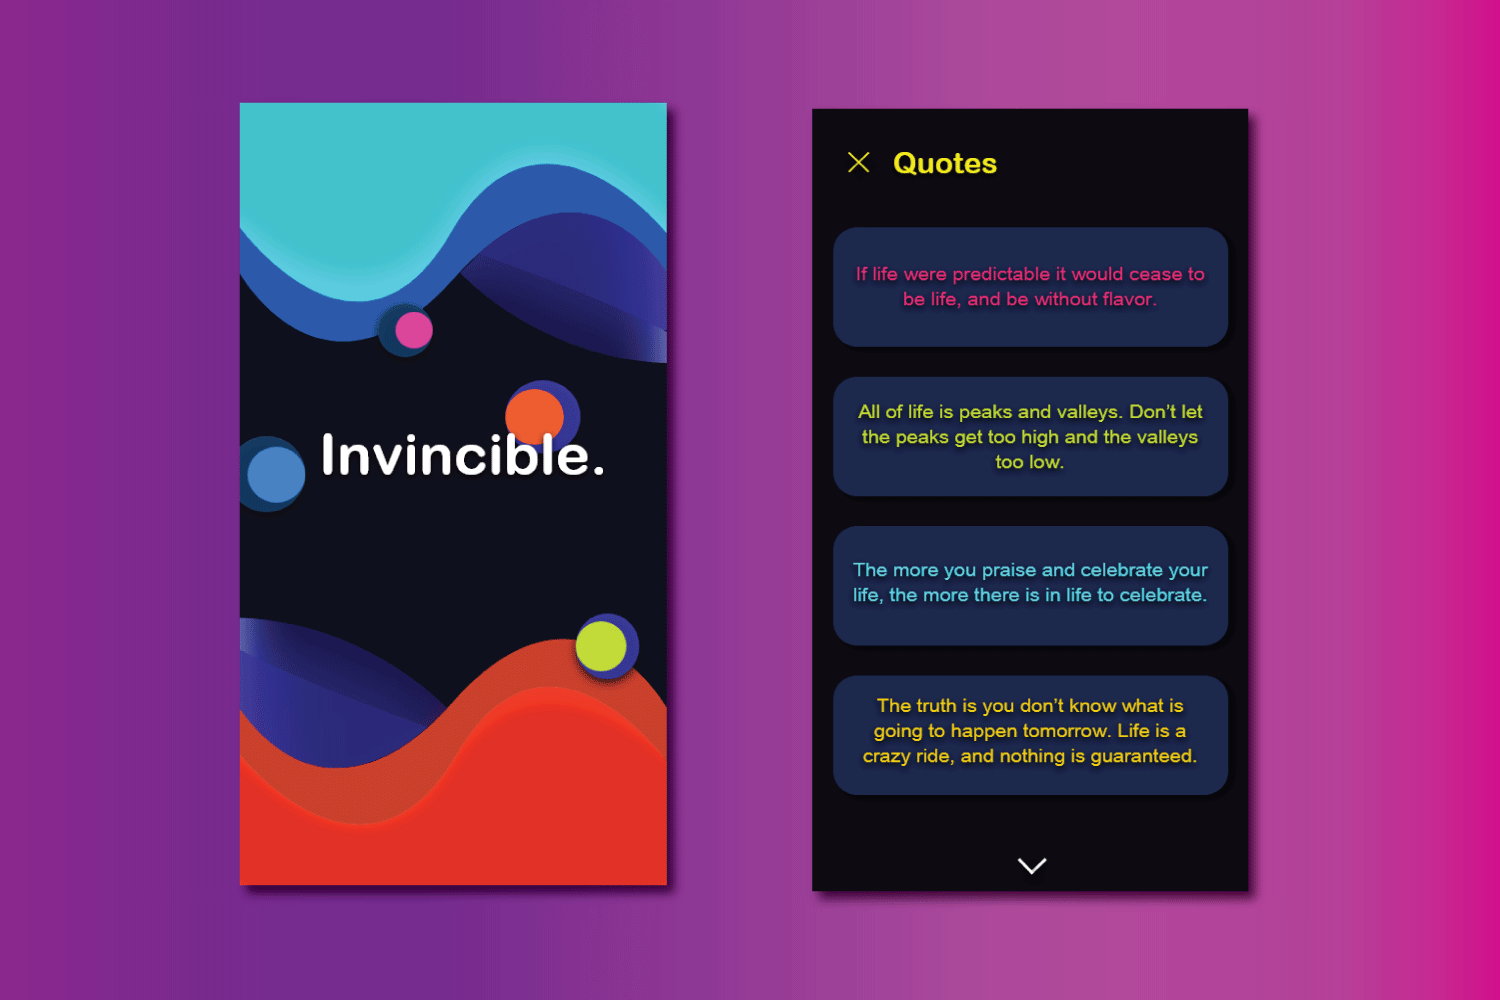 Invincible.
Quotes
If life were predictable it would cease to
be life, and be without flavor.
All of life is peaks and valleys. Don’t let
the peaks get too high and the valleys
too low.
The more you praise and celebrate your
life, the more there is in life to celebrate.
The truth is you don’t know what is
going to happen tomorrow. Life is a
crazy ride, and nothing is guaranteed.